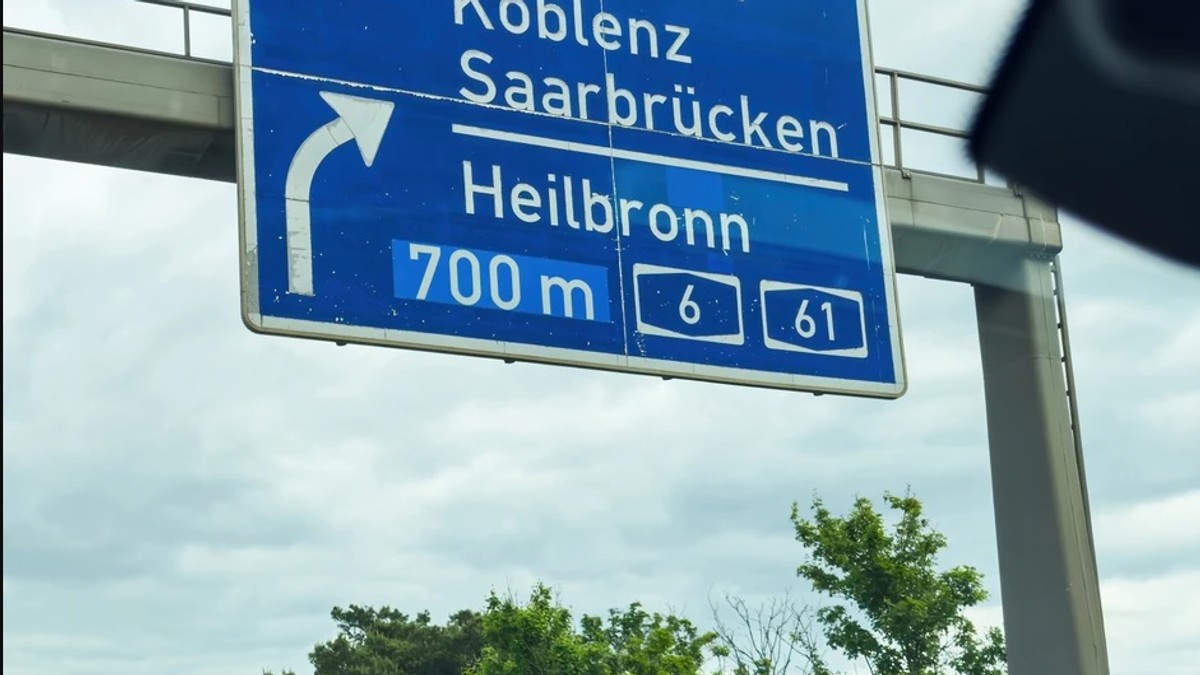 Koblenz
Saarbrücken
Heilbronn
700 m 6 61